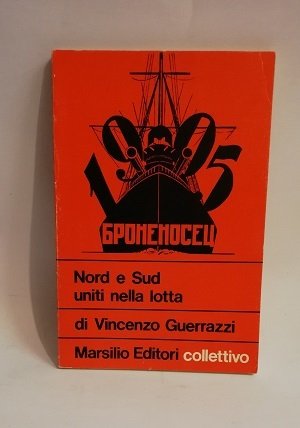 1905
БРОНЕНОСЕЦ
Nord e Sud
uniti nella lotta
di Vincenzo Guerrazzi
Marsilio Editori collettivo